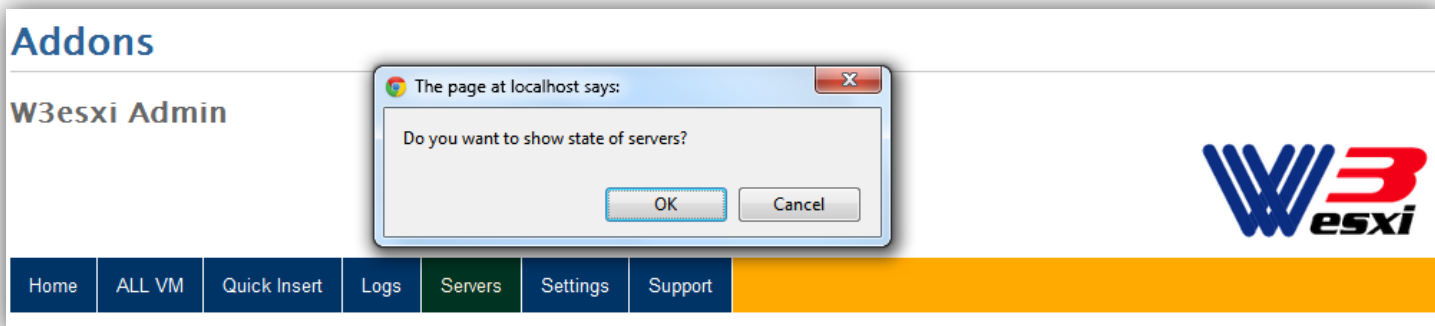 Addons
The page at localhost says:
W3esxi Admin
Do you want to show state of servers?
OK Cancel
W3
esxi
Home ALL VM Quick Insert Logs Servers Settings Support